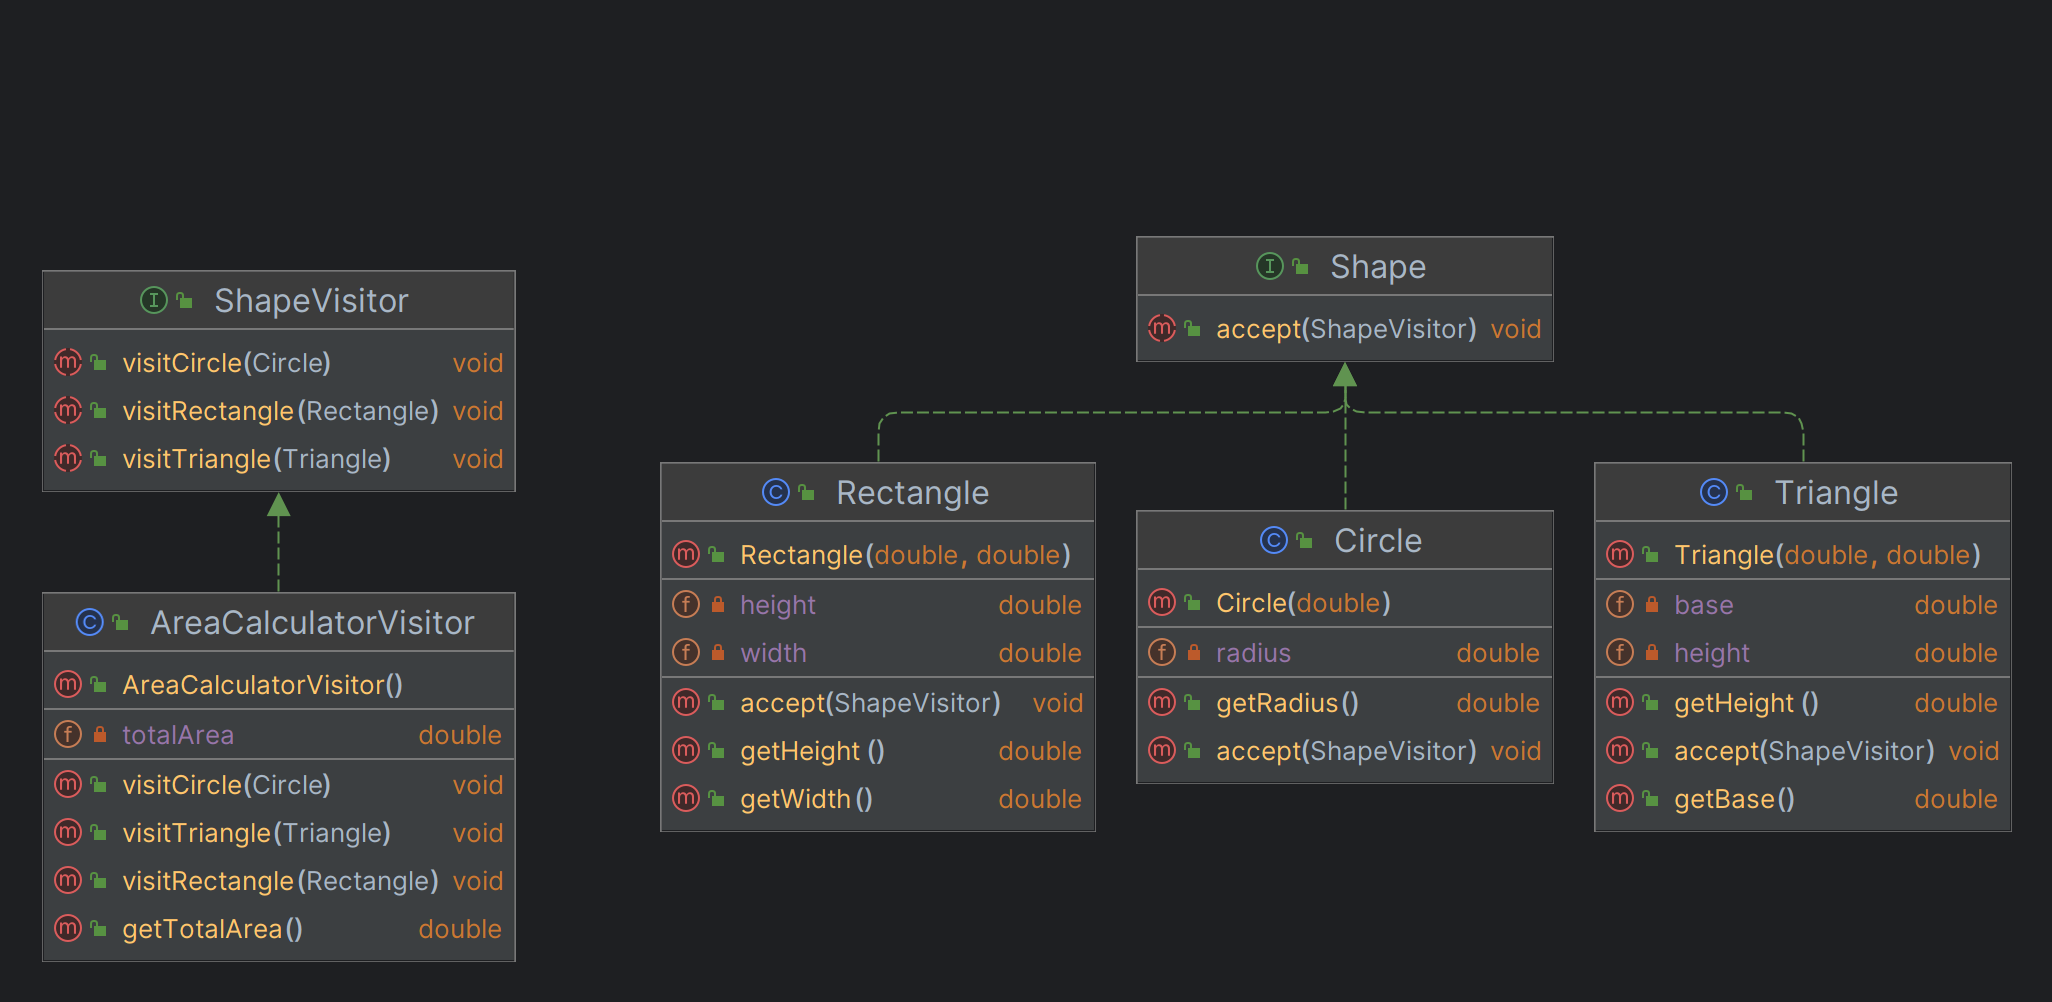 ShapeVisitor
visitCircle(Circle) void
visitRectangle(Rectangle) void
visitTriangle(Triangle) void
AreaCalculatorVisitor
AreaCalculatorVisitor()
totalArea double
visitCircle(Circle) void
visitTriangle(Triangle) void
visitRectangle(Rectangle) void
getTotalArea() double
Shape
accept(ShapeVisitor) void
Rectangle
Rectangle(double, double)
height double
width double
accept(ShapeVisitor) void
getHeight() double
getWidth() double
Circle
Circle(double)
radius double
getRadius() double
accept(ShapeVisitor) void
Triangle
Triangle(double, double)
base double
height double
getHeight() double
accept(ShapeVisitor) void
getBase() double